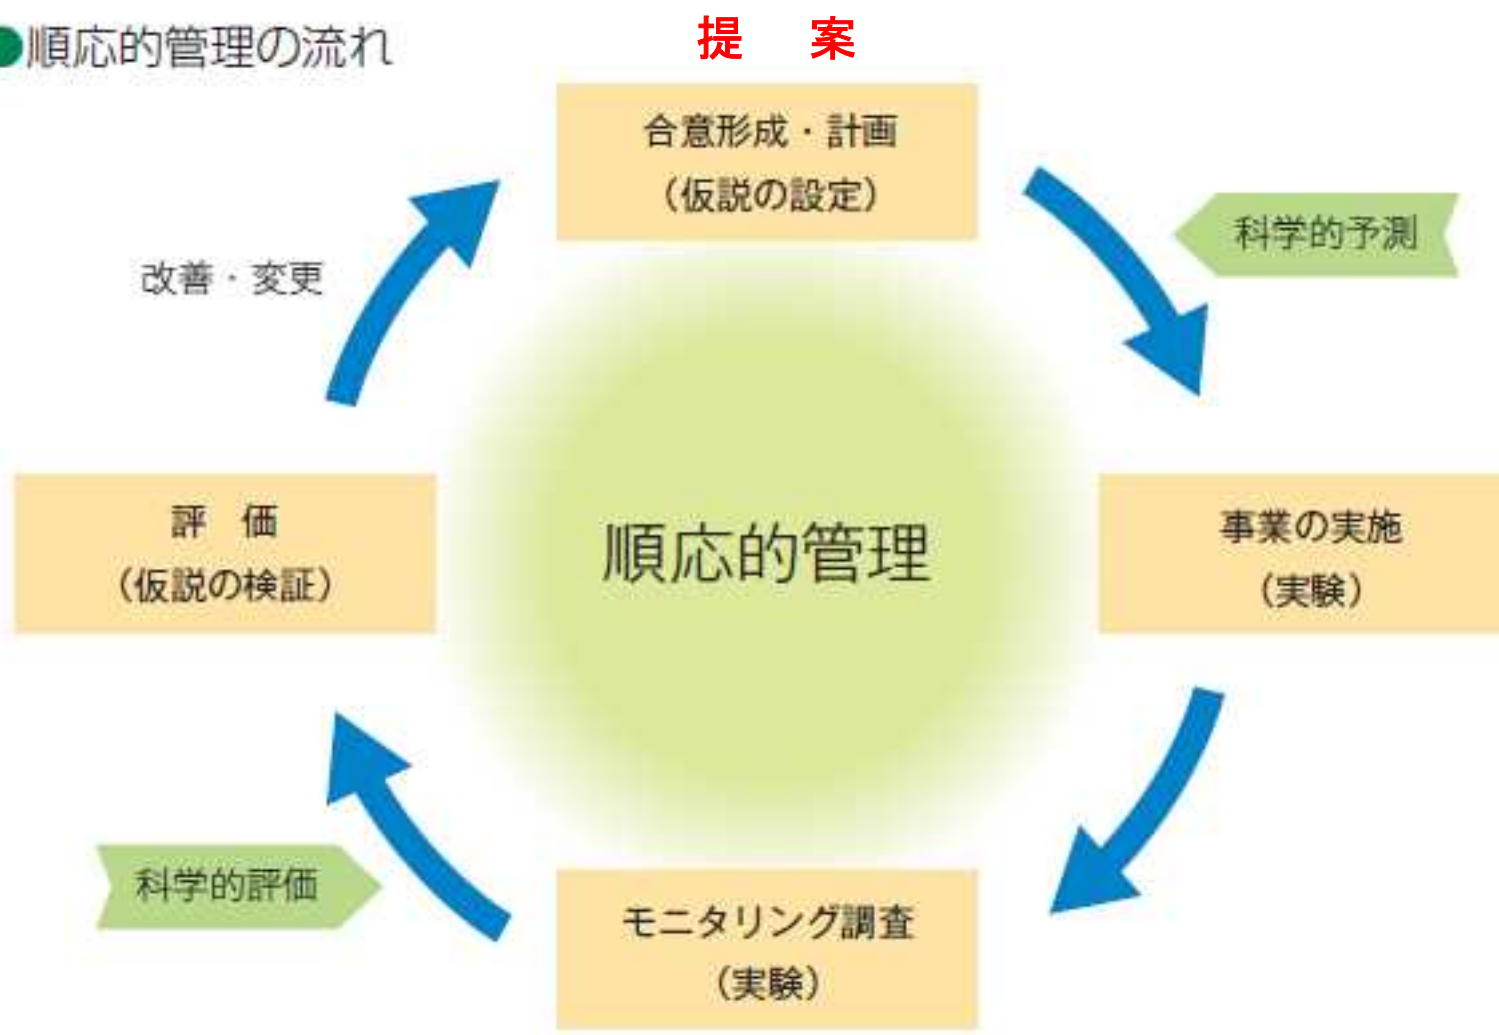 ●順応的管理の流れ
提　案
合意形成・計画
（仮説の設定）
科学的予測
改善・変更
評　価
（仮説の検証）
順応的管理
事業の実施
（実験）
科学的評価
モニタリング調査
（実験）